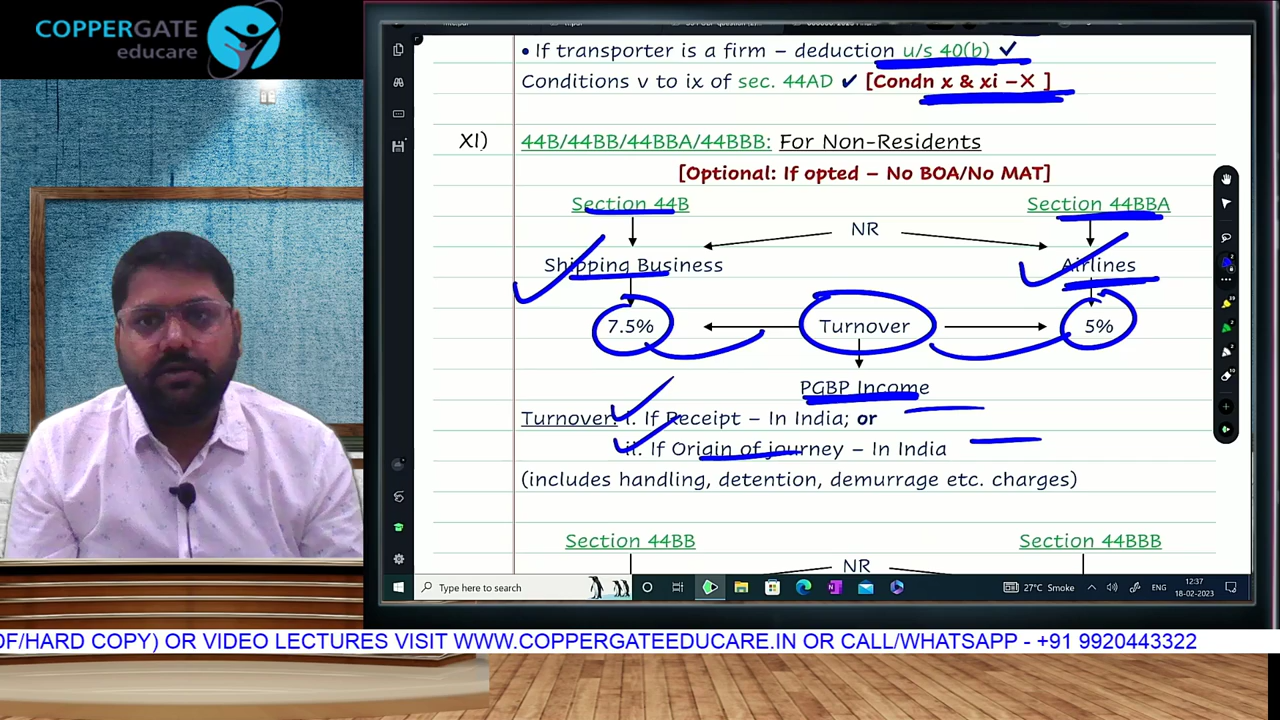 COPPERGATE
educare
• If transporter is a firm – deduction u/s 40(b) ✔
Conditions v to ix of sec. 44AD ✔ [Condn x & xi –X ]
XI) 44B/44BB/44BBA/44BBB: For Non-Residents
[Optional: If opted – No BOA/No MAT]
Section 44B Section 44BBA
NR
Shipping Business Airlines
7.5% Turnover 5%
PGBP Income
Turnover: i. If Receipt – In India; or
ii. If Origin of journey – In India
(includes handling, detention, demurrage etc. charges)
Section 44BB Section 44BBB
NR
Type here to search 27°C Smoke ENG 12:37
18-02-2023
OF/HARD COPY) OR VIDEO LECTURES VISIT WWW.COPPERGATEEDUCARE.IN OR CALL/WHATSAPP - +91 9920443322